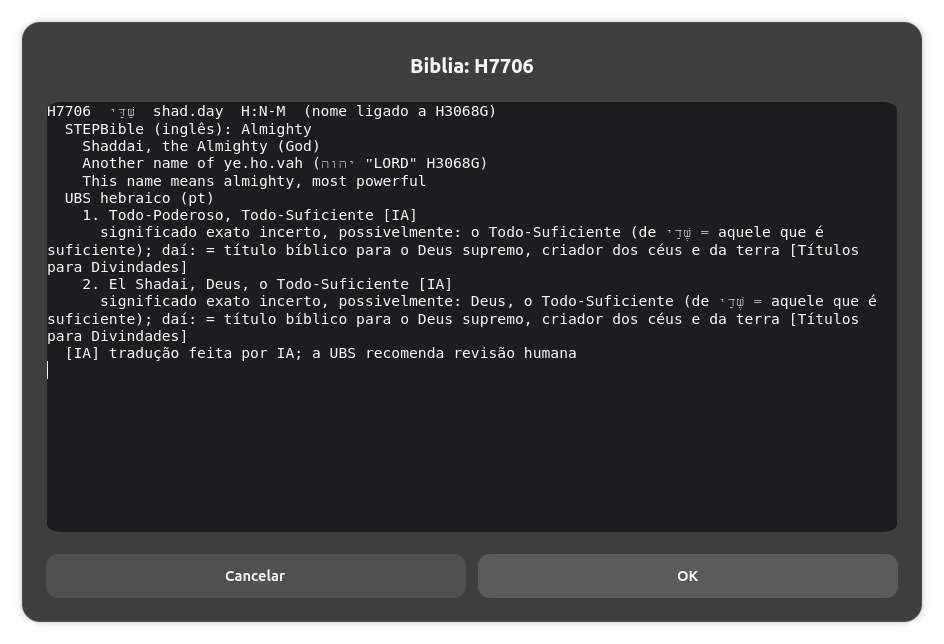 Biblia: H7706
H7706  שַׁדַּי  shad.day  H:N-M  (nome ligado a H3068G)
STEPBible (inglês): Almighty
Shaddai, the Almighty (God)
Another name of ye.ho.vah (יהוה "LORD" H3068G)
This name means almighty, most powerful
UBS hebraico (pt)
1. Todo-Poderoso, Todo-Suficiente [IA]
significado exato incerto, possivelmente: o Todo-Suficiente (de שֶׁדַּי = aquele que é
suficiente); daí: = título bíblico para o Deus supremo, criador dos céus e da terra [Títulos
para Divindades]
2. El Shadai, Deus, o Todo-Suficiente [IA]
significado exato incerto, possivelmente: Deus, o Todo-Suficiente (de שֶׁדַּי = aquele que é
suficiente); daí: = título bíblico para o Deus supremo, criador dos céus e da terra [Títulos
para Divindades]
[IA] tradução feita por IA; a UBS recomenda revisão humana
Cancelar
OK